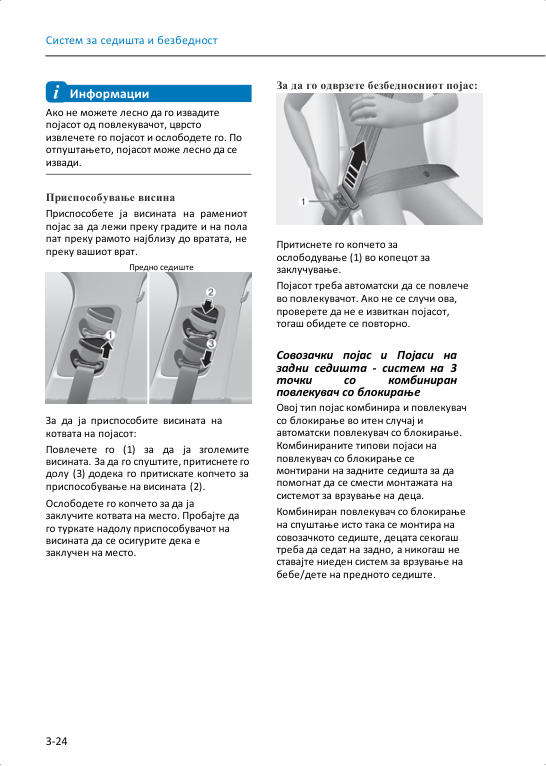 Систем за седишта и безбедност
i Информации
Ако не можете лесно да го извадите
појасот од повлекувачот, цврсто
извлечете го појасот и ослободете го. По
отпуштањето, појасот може лесно да се
извади.
Приспособување висина
Приспособете ја висината на рамениот
појас за да лежи преку градите и на пола
пат преку рамото најблизу до вратата, не
преку вашиот врат.
Предно седиште
1
2
3
За да ја приспособите висината на
котвата на појасот:
Повлечете го (1) за да ја зголемите
висината. За да го спуштите, притиснете го
долу (3) додека го притискате копчето за
приспособување на висината (2).
Ослободете го копчето за да ја
заклучите котвата на место. Пробајте да
го туркате надолу приспособувачот на
висината да се осигурите дека е
заклучен на место.
За да го одврзете безбедносниот појас:
1
Притиснете го копчето за
ослободување (1) во копецот за
заклучување.
Појасот треба автоматски да се повлече
во повлекувачот. Ако не се случи ова,
проверете да не е извиткан појасот,
тогаш обидете се повторно.
Совозачки појас и Појаси на
задни седишта - систем на 3
точки со комбиниран
повлекувач со блокирање
Овој тип појас комбинира и повлекувач
со блокирање во итен случај и
автоматски повлекувач со блокирање.
Комбинираните типови појаси на
повлекувач со блокирање се
монтирани на задните седишта за да
помогнат да се смести монтажата на
системот за врзување на деца.
Комбиниран повлекувач со блокирање
на спуштање исто така се монтира на
совозачкото седиште, децата секогаш
треба да седат на задно, а никогаш не
ставајте ниеден систем за врзување на
бебе/дете на предното седиште.
3-24